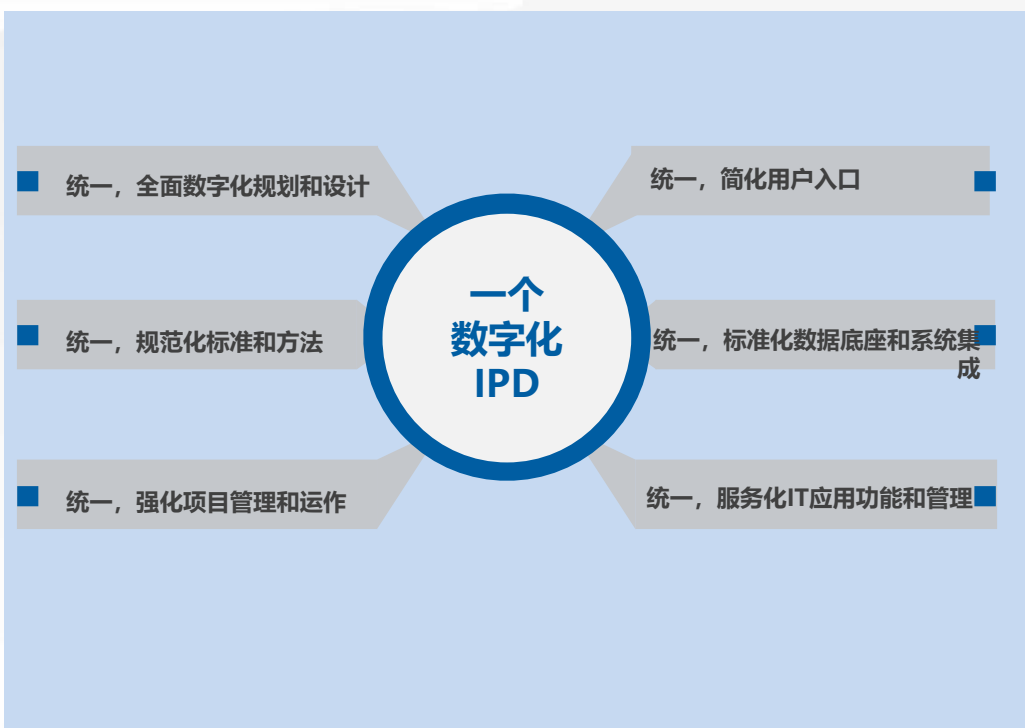 统一，全面数字化规划和设计
统一，规范化标准和方法
统一，强化项目管理和运作
一个
数字化
IPD
统一，简化用户入口
统一，标准化数据底座和系统集
成
统一，服务化IT应用功能和管理